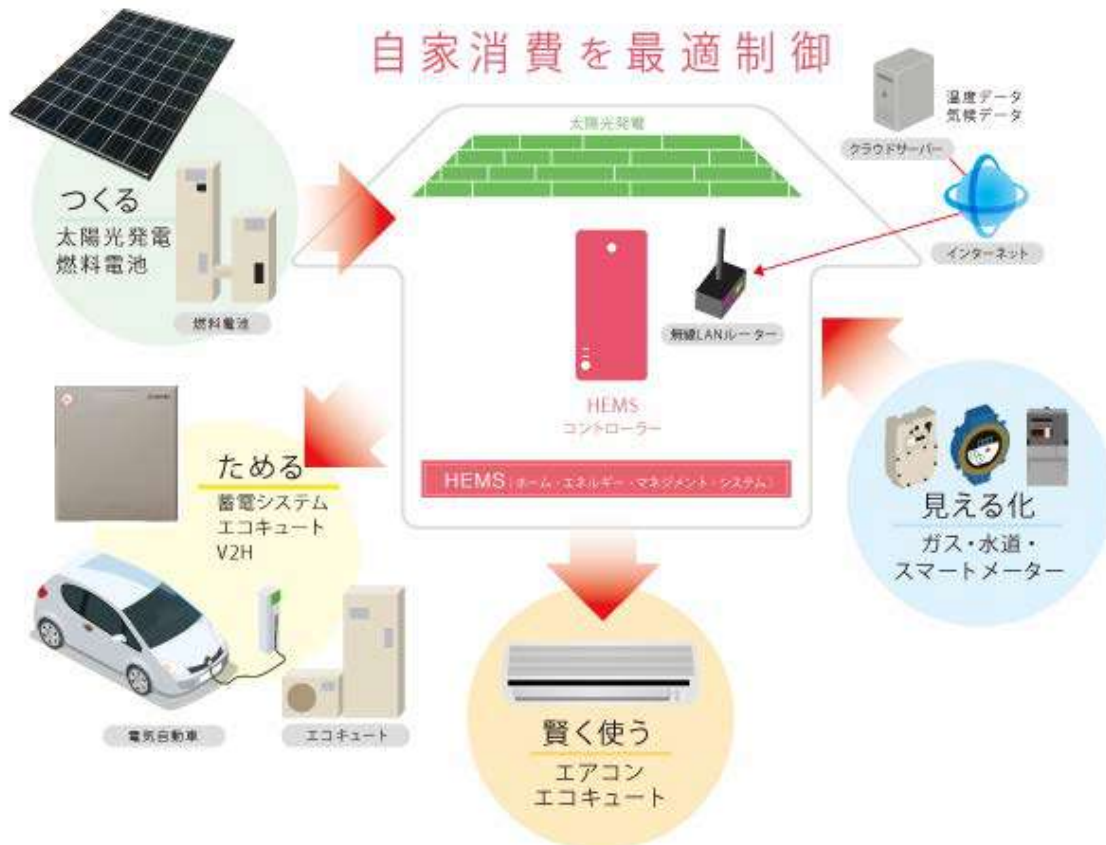 自家消費を最適制御
温度データ
気候データ
クラウドサーバー
インターネット
太陽光発電
つくる
太陽光発電
燃料電池
燃料電池
無線LANルーター
HEMS
コントローラー
HEMS（ホーム・エネルギー・マネジメント・システム）
ためる
蓄電システム
エコキュート
V2H
電気自動車
エコキュート
見える化
ガス・水道・
スマートメーター
賢く使う
エアコン
エコキュート